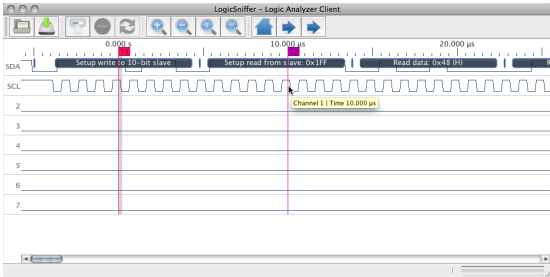 LogicSniffer – Logic Analyzer Client
0.000 s 10.000 µs 20.000 µs
SDA Setup write to 10-bit slave Setup read from slave: 0x1FF Read data: 0x48 (H) R
SCL
Channel 1 | Time 10.000 µs
2
3
4
5
6
7